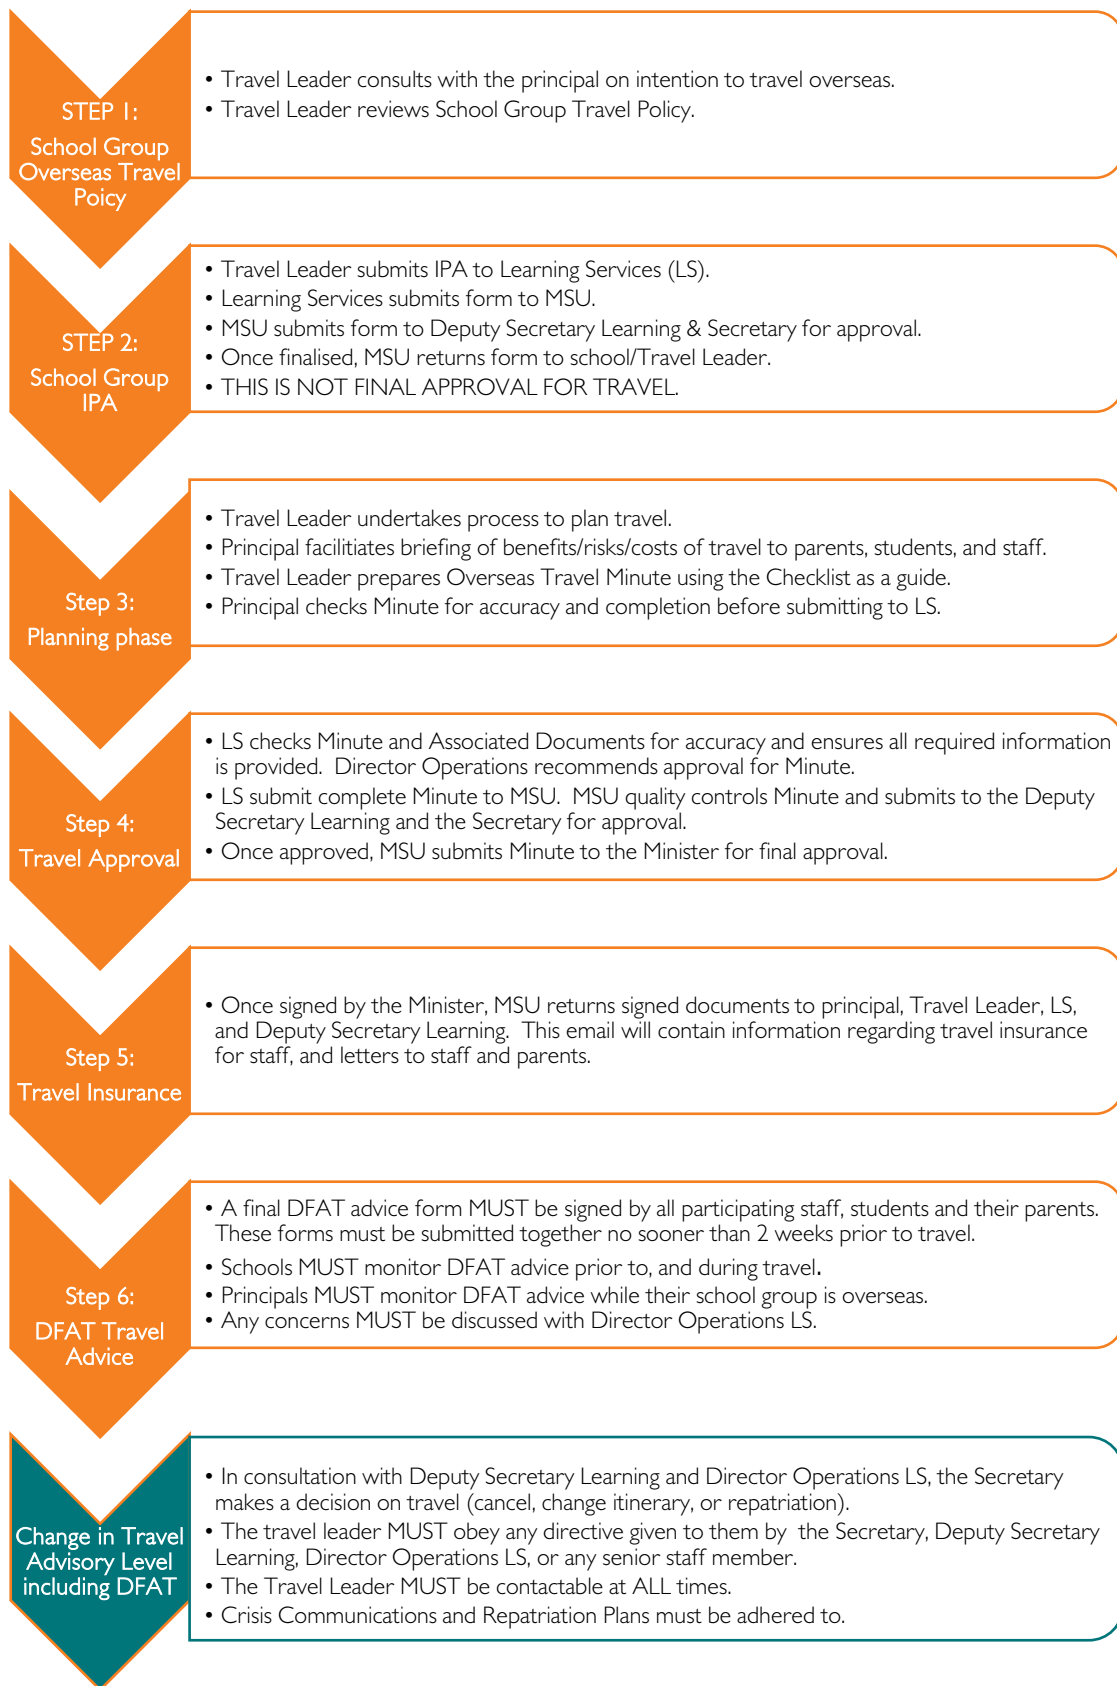 STEP 1:
School Group
Overseas Travel
Poicy
• Travel Leader consults with the principal on intention to travel overseas.
• Travel Leader reviews School Group Travel Policy.
STEP 2:
School Group
IPA
• Travel Leader submits IPA to Learning Services (LS).
• Learning Services submits form to MSU.
• MSU submits form to Deputy Secretary Learning & Secretary for approval.
• Once finalised, MSU returns form to school/Travel Leader.
• THIS IS NOT FINAL APPROVAL FOR TRAVEL.
Step 3:
Planning phase
• Travel Leader undertakes process to plan travel.
• Principal facilitiates briefing of benefits/risks/costs of travel to parents, students, and staff.
• Travel Leader prepares Overseas Travel Minute using the Checklist as a guide.
• Principal checks Minute for accuracy and completion before submitting to LS.
Step 4:
Travel Approval
• LS checks Minute and Associated Documents for accuracy and ensures all required information
is provided. Director Operations recommends approval for Minute.
• LS submit complete Minute to MSU. MSU quality controls Minute and submits to the Deputy
Secretary Learning and the Secretary for approval.
• Once approved, MSU submits Minute to the Minister for final approval.
Step 5:
Travel Insurance
• Once signed by the Minister, MSU returns signed documents to principal, Travel Leader, LS,
and Deputy Secretary Learning. This email will contain information regarding travel insurance
for staff, and letters to staff and parents.
Step 6:
DFAT Travel
Advice
• A final DFAT advice form MUST be signed by all participating staff, students and their parents.
These forms must be submitted together no sooner than 2 weeks prior to travel.
• Schools MUST monitor DFAT advice prior to, and during travel.
• Principals MUST monitor DFAT advice while their school group is overseas.
• Any concerns MUST be discussed with Director Operations LS.
Change in Travel
Advisory Level
including DFAT
• In consultation with Deputy Secretary Learning and Director Operations LS, the Secretary
makes a decision on travel (cancel, change itinerary, or repatriation).
• The travel leader MUST obey any directive given to them by the Secretary, Deputy Secretary
Learning, Director Operations LS, or any senior staff member.
• The Travel Leader MUST be contactable at ALL times.
• Crisis Communications and Repatriation Plans must be adhered to.